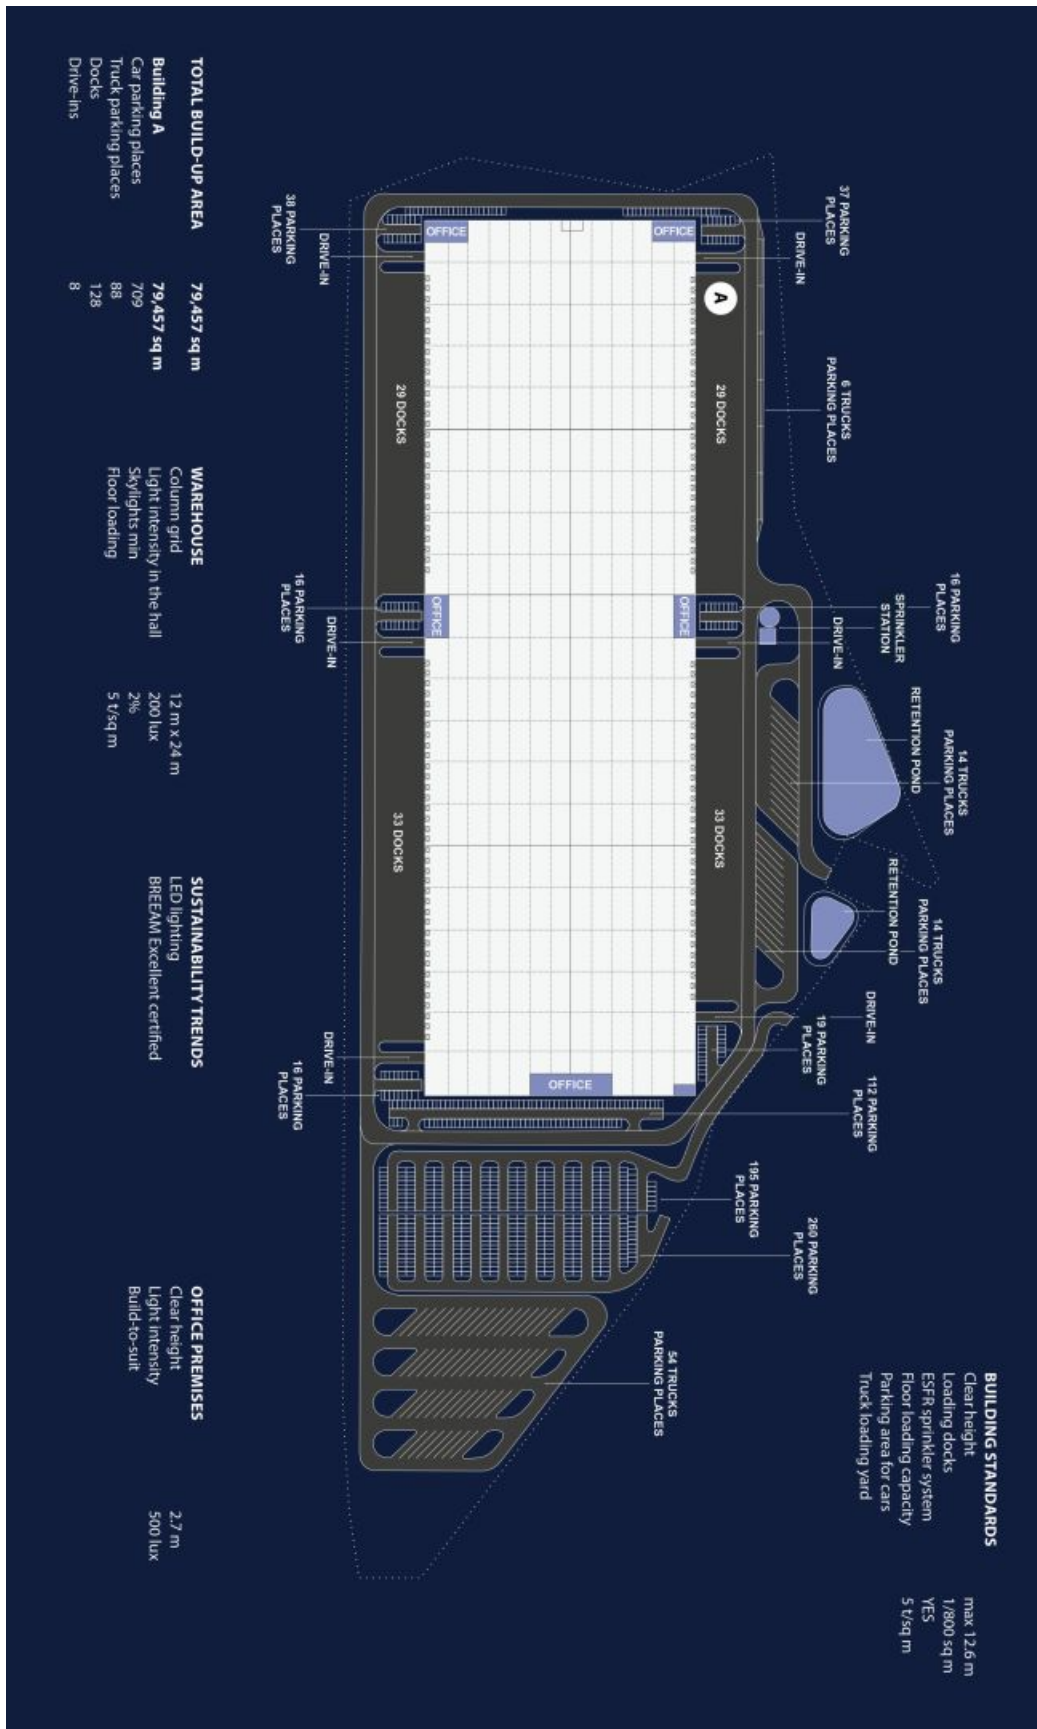 BUILDING STANDARDS
Clear height max 12.6 m
Loading docks 1/800 sq m
ESFR sprinkler system YES
Floor loading capacity 5 t/sq m
Parking area for cars
Truck loading yard
37 PARKING
PLACES
DRIVE-IN
6 TRUCKS
PARKING PLACES
16 PARKING
PLACES
SPRINKLER
STATION
DRIVE-IN
RETENTION POND
14 TRUCKS
PARKING PLACES
RETENTION POND
14 TRUCKS
PARKING PLACES
DRIVE-IN
19 PARKING
PLACES
112 PARKING
PLACES
195 PARKING
PLACES
260 PARKING
PLACES
54 TRUCKS
PARKING PLACES
A
29 DOCKS
33 DOCKS
OFFICE
OFFICE
OFFICE
OFFICE
OFFICE
29 DOCKS
33 DOCKS
DRIVE-IN
38 PARKING
PLACES
DRIVE-IN
16 PARKING
PLACES
DRIVE-IN
16 PARKING
PLACES
TOTAL BUILD-UP AREA 79,457 sq m
Building A 79,457 sq m
Car parking places 709
Truck parking places 88
Docks 128
Drive-ins 8
WAREHOUSE
Column grid 12 m x 24 m
Light intensity in the hall 200 lux
Skylights min 2%
Floor loading 5 t/sq m
SUSTAINABILITY TRENDS
LED lighting
BREEAM Excellent certified
OFFICE PREMISES
Clear height 2.7 m
Light intensity 500 lux
Build-to-suit